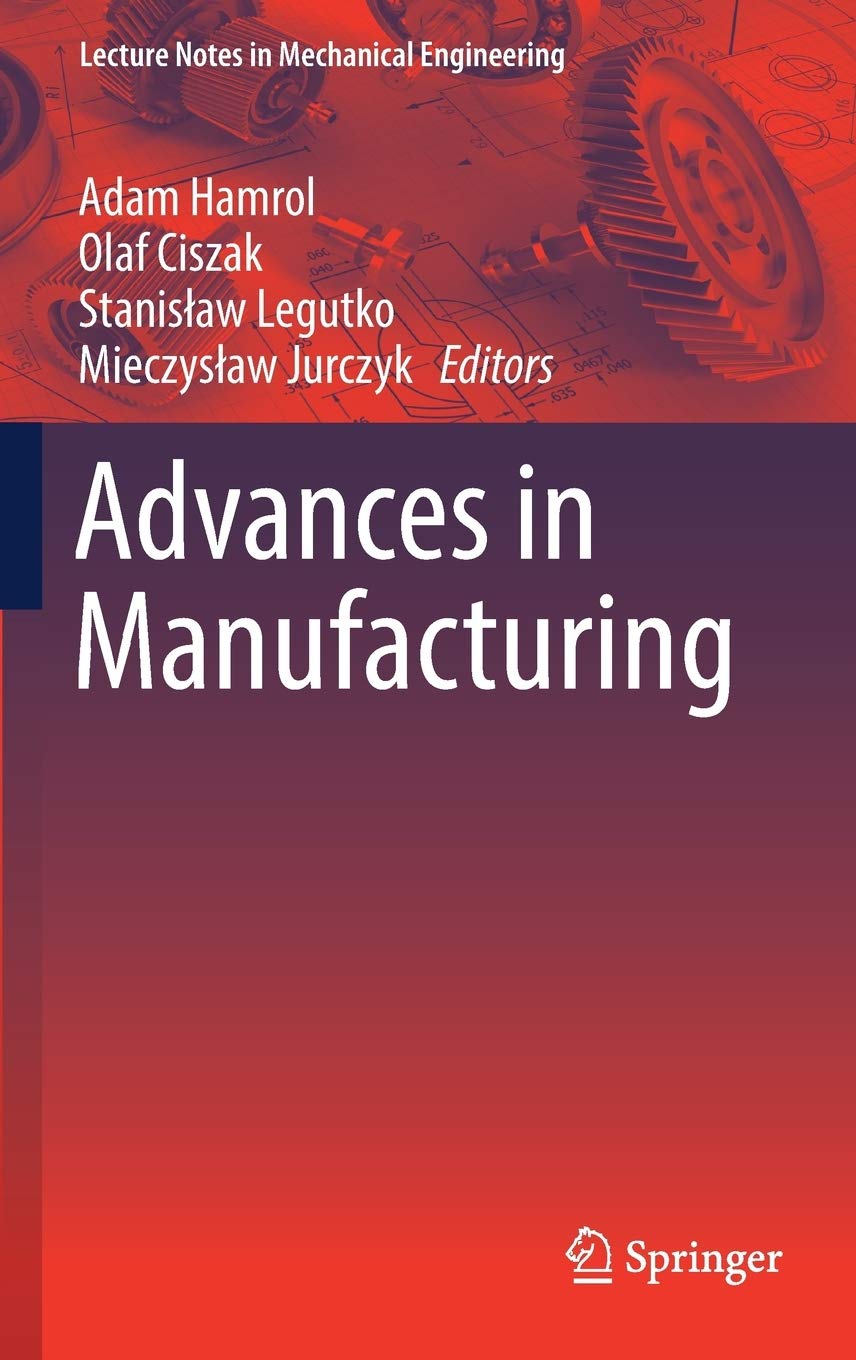 Lecture Notes in Mechanical Engineering
Adam Hamrol
Olaf Ciszak
Stanisław Legutko
Mieczysław Jurczyk Editors
Advances in
Manufacturing
Springer